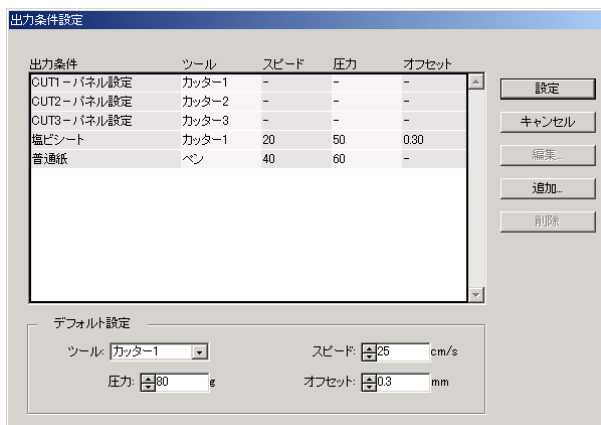 出力条件設定
出力条件 ツール スピード 圧力 オフセット
CUT1－パネル設定 カッター1 － － －
CUT2－パネル設定 カッター2 － － －
CUT3－パネル設定 カッター3 － － －
塩ビシート カッター1 20 50 0.30
普通紙 ペン 40 60 －
設定
キャンセル
編集...
追加...
削除
デフォルト設定
ツール: カッター1 スピード: 25 cm/s
圧力: 80 g オフセット: 0.3 mm